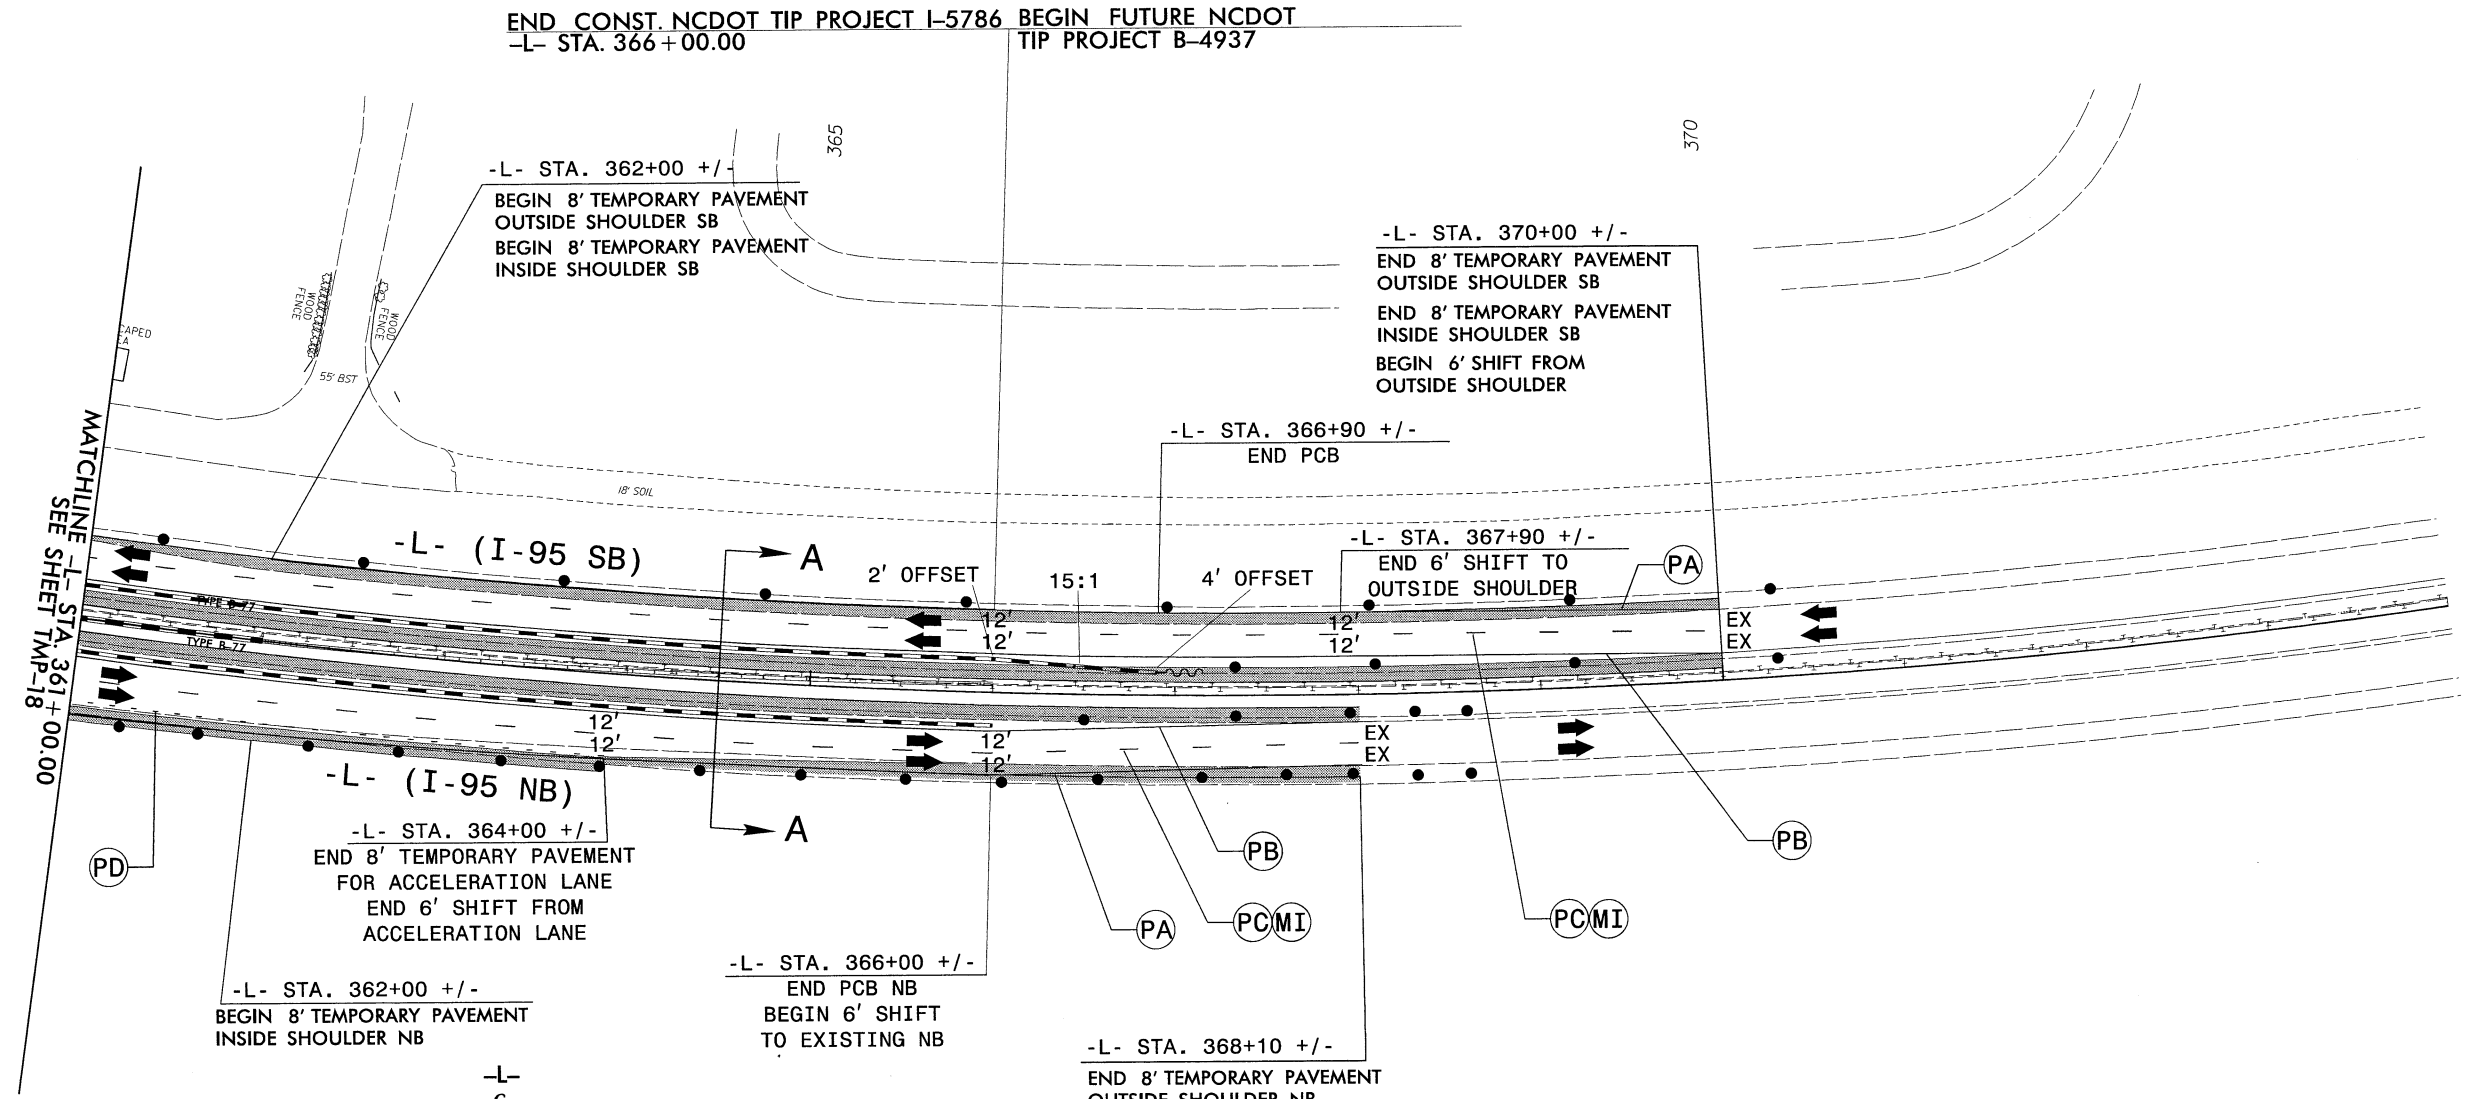 END CONST. NCDOT TIP PROJECT I-5786 BEGIN FUTURE NCDOT
-L- STA. 366+00.00 TIP PROJECT B-4937
365
370
-L- STA. 362+00 +/-
BEGIN 8' TEMPORARY PAVEMENT
OUTSIDE SHOULDER SB
BEGIN 8' TEMPORARY PAVEMENT
INSIDE SHOULDER SB
-L- STA. 370+00 +/-
END 8' TEMPORARY PAVEMENT
OUTSIDE SHOULDER SB
END 8' TEMPORARY PAVEMENT
INSIDE SHOULDER SB
BEGIN 6' SHIFT FROM
OUTSIDE SHOULDER
WOOD
FENCE
WOOD
FENCE
CAPED
EA
55' BST
18' SOIL
-L- STA. 366+90 +/-
END PCB
MATCHLINE -L- STA. 361+00.00
SEE SHEET TMP-18
-L- (I-95 SB)
A
2' OFFSET
15:1
4' OFFSET
-L- STA. 367+90 +/-
END 6' SHIFT TO
OUTSIDE SHOULDER
PA
TYPE B-77
TYPE B-77
12'
12'
12'
12'
EX
EX
12'
12'
12'
12'
EX
EX
-L- (I-95 NB)
A
PD
-L- STA. 364+00 +/-
END 8' TEMPORARY PAVEMENT
FOR ACCELERATION LANE
END 6' SHIFT FROM
ACCELERATION LANE
PB
PB
PA
PC MI
PC MI
-L- STA. 362+00 +/-
BEGIN 8' TEMPORARY PAVEMENT
INSIDE SHOULDER NB
-L- STA. 366+00 +/-
END PCB NB
BEGIN 6' SHIFT
TO EXISTING NB
-L- STA. 368+10 +/-
END 8' TEMPORARY PAVEMENT
OUTSIDE SHOULDER NB
-L-